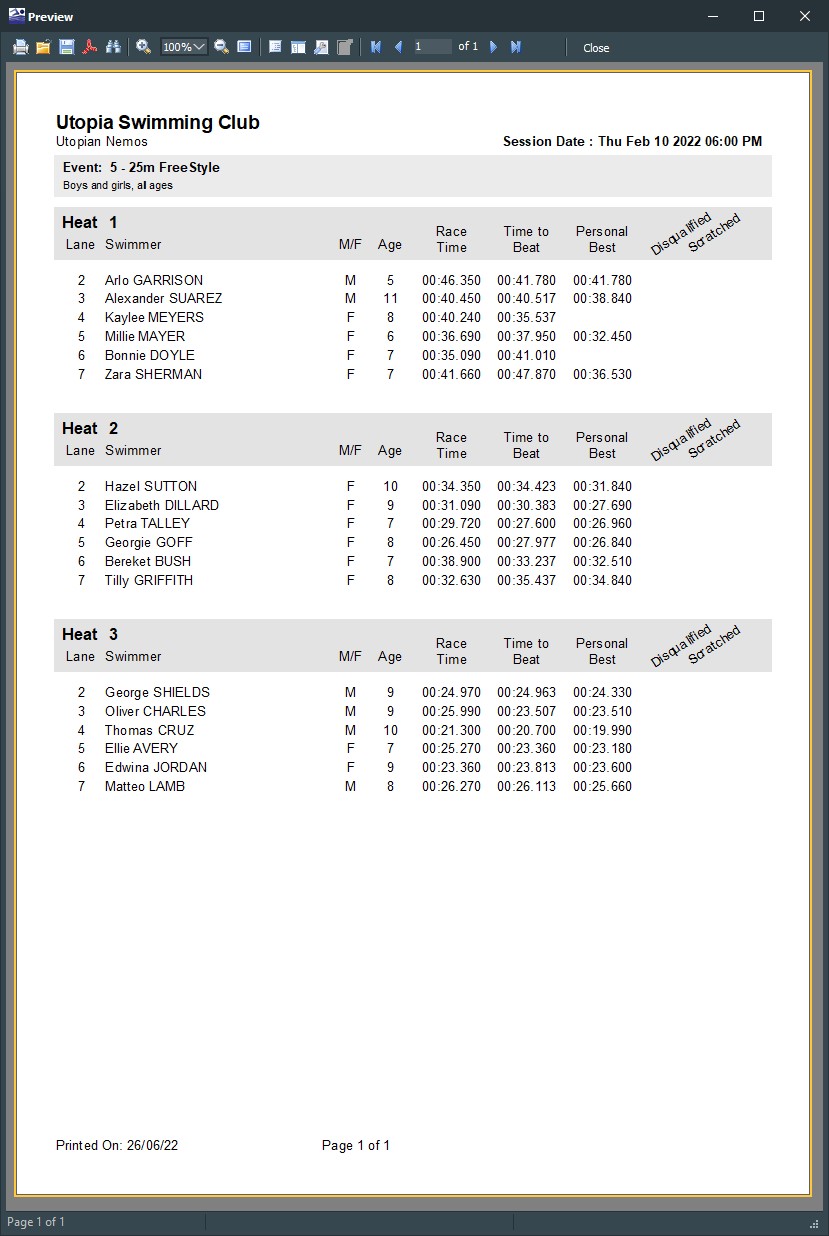 Preview
100%
1 of 1
Close
Utopia Swimming Club
Utopian Nemos
Session Date : Thu Feb 10 2022 06:00 PM
Event: 5 - 25m FreeStyle
Boys and girls, all ages
Heat 1
Lane Swimmer M/F Age Race Time Time to Beat Personal Best Disqualified Scratched
2 Arlo GARRISON M 5 00:46.350 00:41.780 00:41.780
3 Alexander SUAREZ M 11 00:40.450 00:40.517 00:38.840
4 Kaylee MEYERS F 8 00:40.240 00:35.537
5 Millie MAYER F 6 00:36.690 00:37.950 00:32.450
6 Bonnie DOYLE F 7 00:35.090 00:41.010
7 Zara SHERMAN F 7 00:41.660 00:47.870 00:36.530
Heat 2
Lane Swimmer M/F Age Race Time Time to Beat Personal Best Disqualified Scratched
2 Hazel SUTTON F 10 00:34.350 00:34.423 00:31.840
3 Elizabeth DILLARD F 9 00:31.090 00:30.383 00:27.690
4 Petra TALLEY F 7 00:29.720 00:27.600 00:26.960
5 Georgie GOFF F 8 00:26.450 00:27.977 00:26.840
6 Bereket BUSH F 7 00:38.900 00:33.237 00:32.510
7 Tilly GRIFFITH F 8 00:32.630 00:35.437 00:34.840
Heat 3
Lane Swimmer M/F Age Race Time Time to Beat Personal Best Disqualified Scratched
2 George SHIELDS M 9 00:24.970 00:24.963 00:24.330
3 Oliver CHARLES M 9 00:25.990 00:23.507 00:23.510
4 Thomas CRUZ M 10 00:21.300 00:20.700 00:19.990
5 Ellie AVERY F 7 00:25.270 00:23.360 00:23.180
6 Edwina JORDAN F 9 00:23.360 00:23.813 00:23.600
7 Matteo LAMB M 8 00:26.270 00:26.113 00:25.660
Printed On: 26/06/22 Page 1 of 1
Page 1 of 1